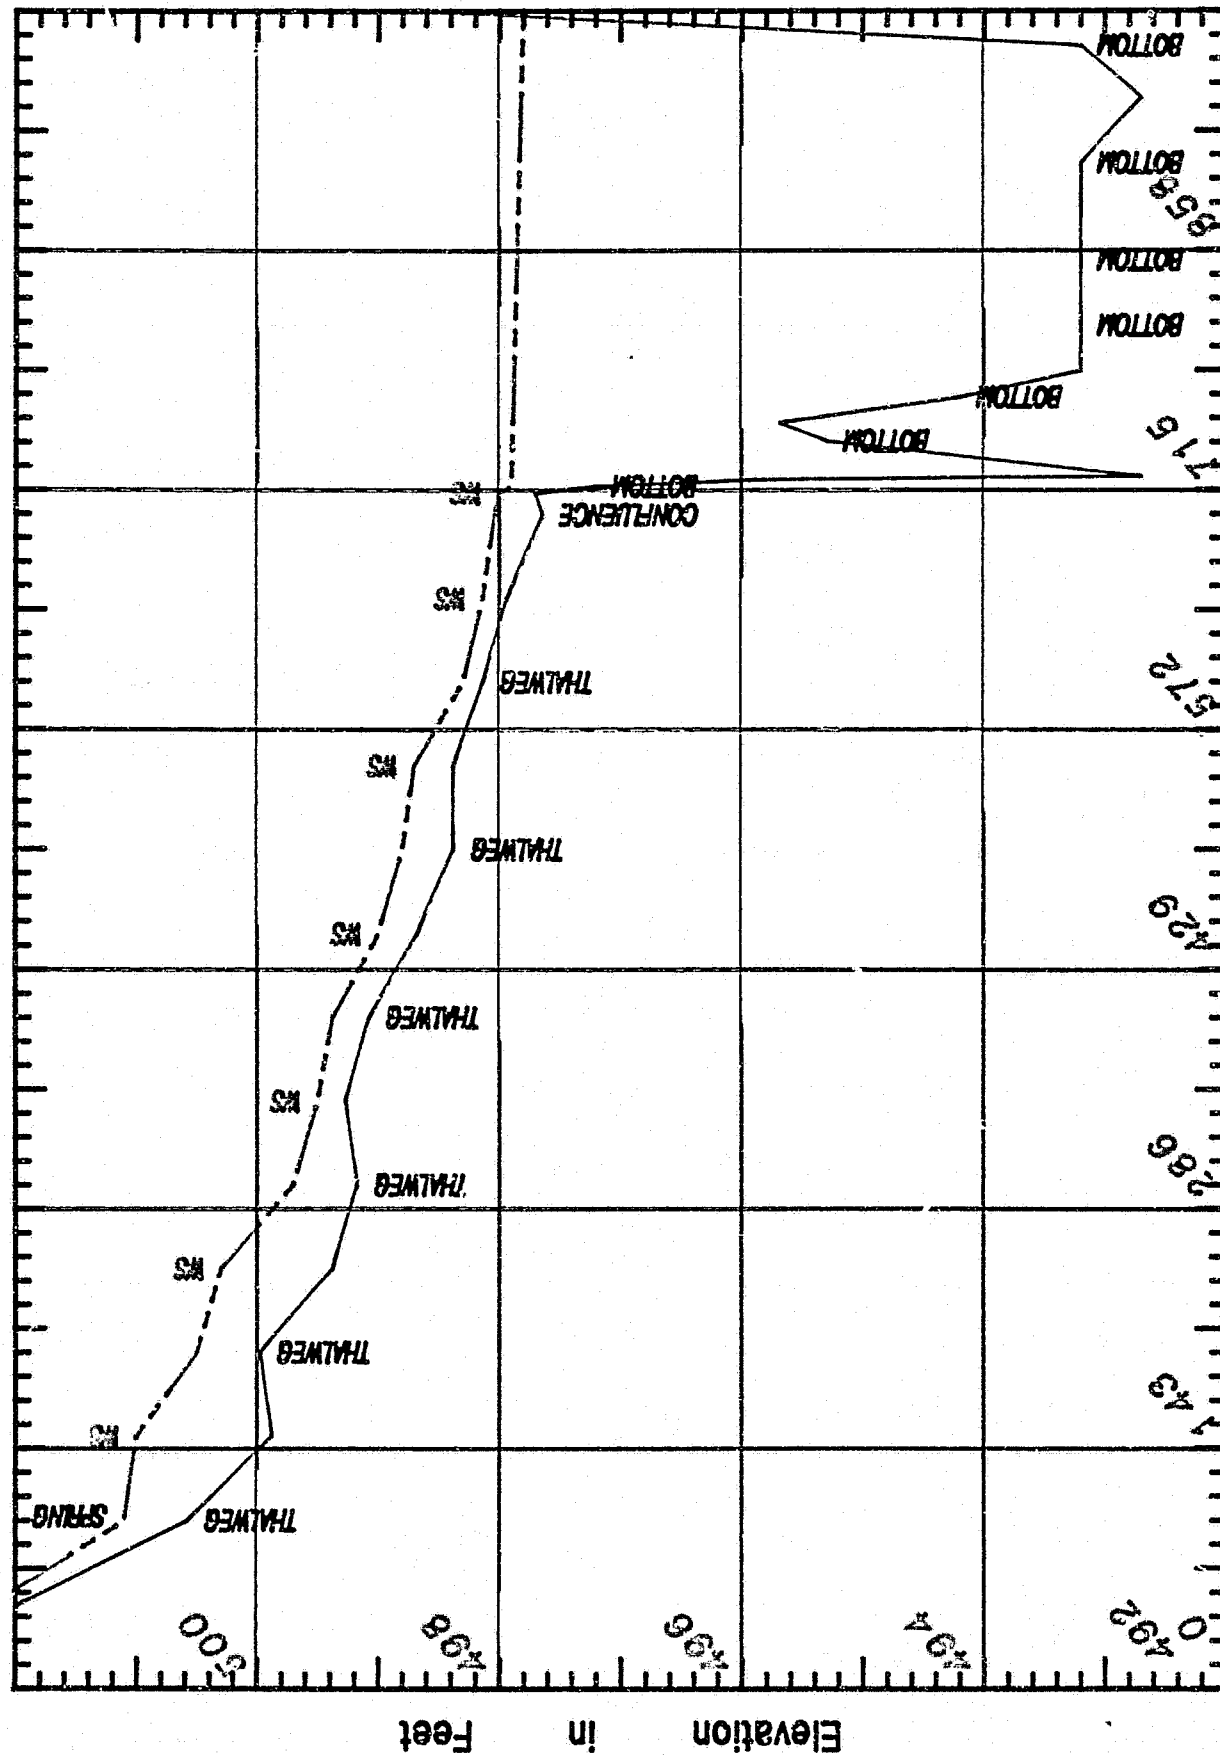 Elevation in Feet
500
498
496
494
492
0
143
286
429
572
715
858
SPRING
WS
WS
WS
WS
WS
WS
WS
THALWEG
THALWEG
THALWEG
THALWEG
THALWEG
THALWEG
CONFLUENCE
BOTTOM
BOTTOM
BOTTOM
BOTTOM
BOTTOM
BOTTOM
BOTTOM